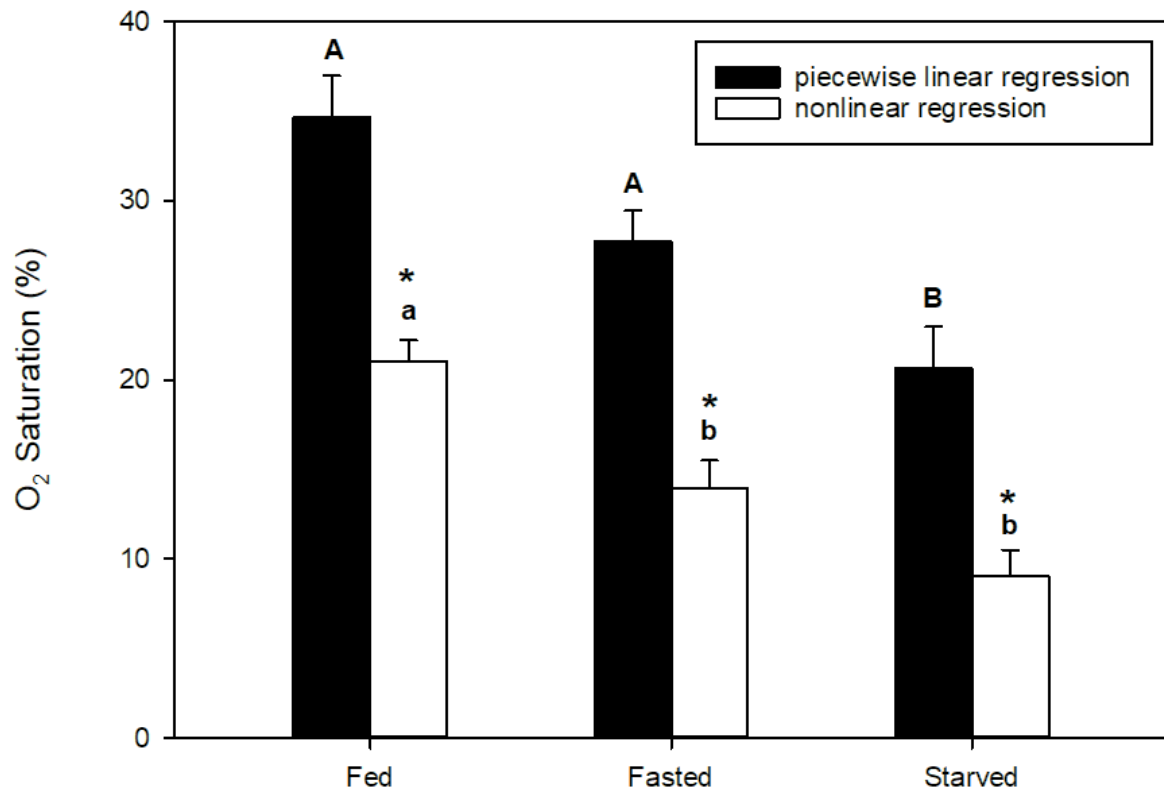 40
30
20
10
0
O₂ Saturation (%)
piecewise linear regression
nonlinear regression
A
*
a
A
*
b
B
*
b
Fed
Fasted
Starved